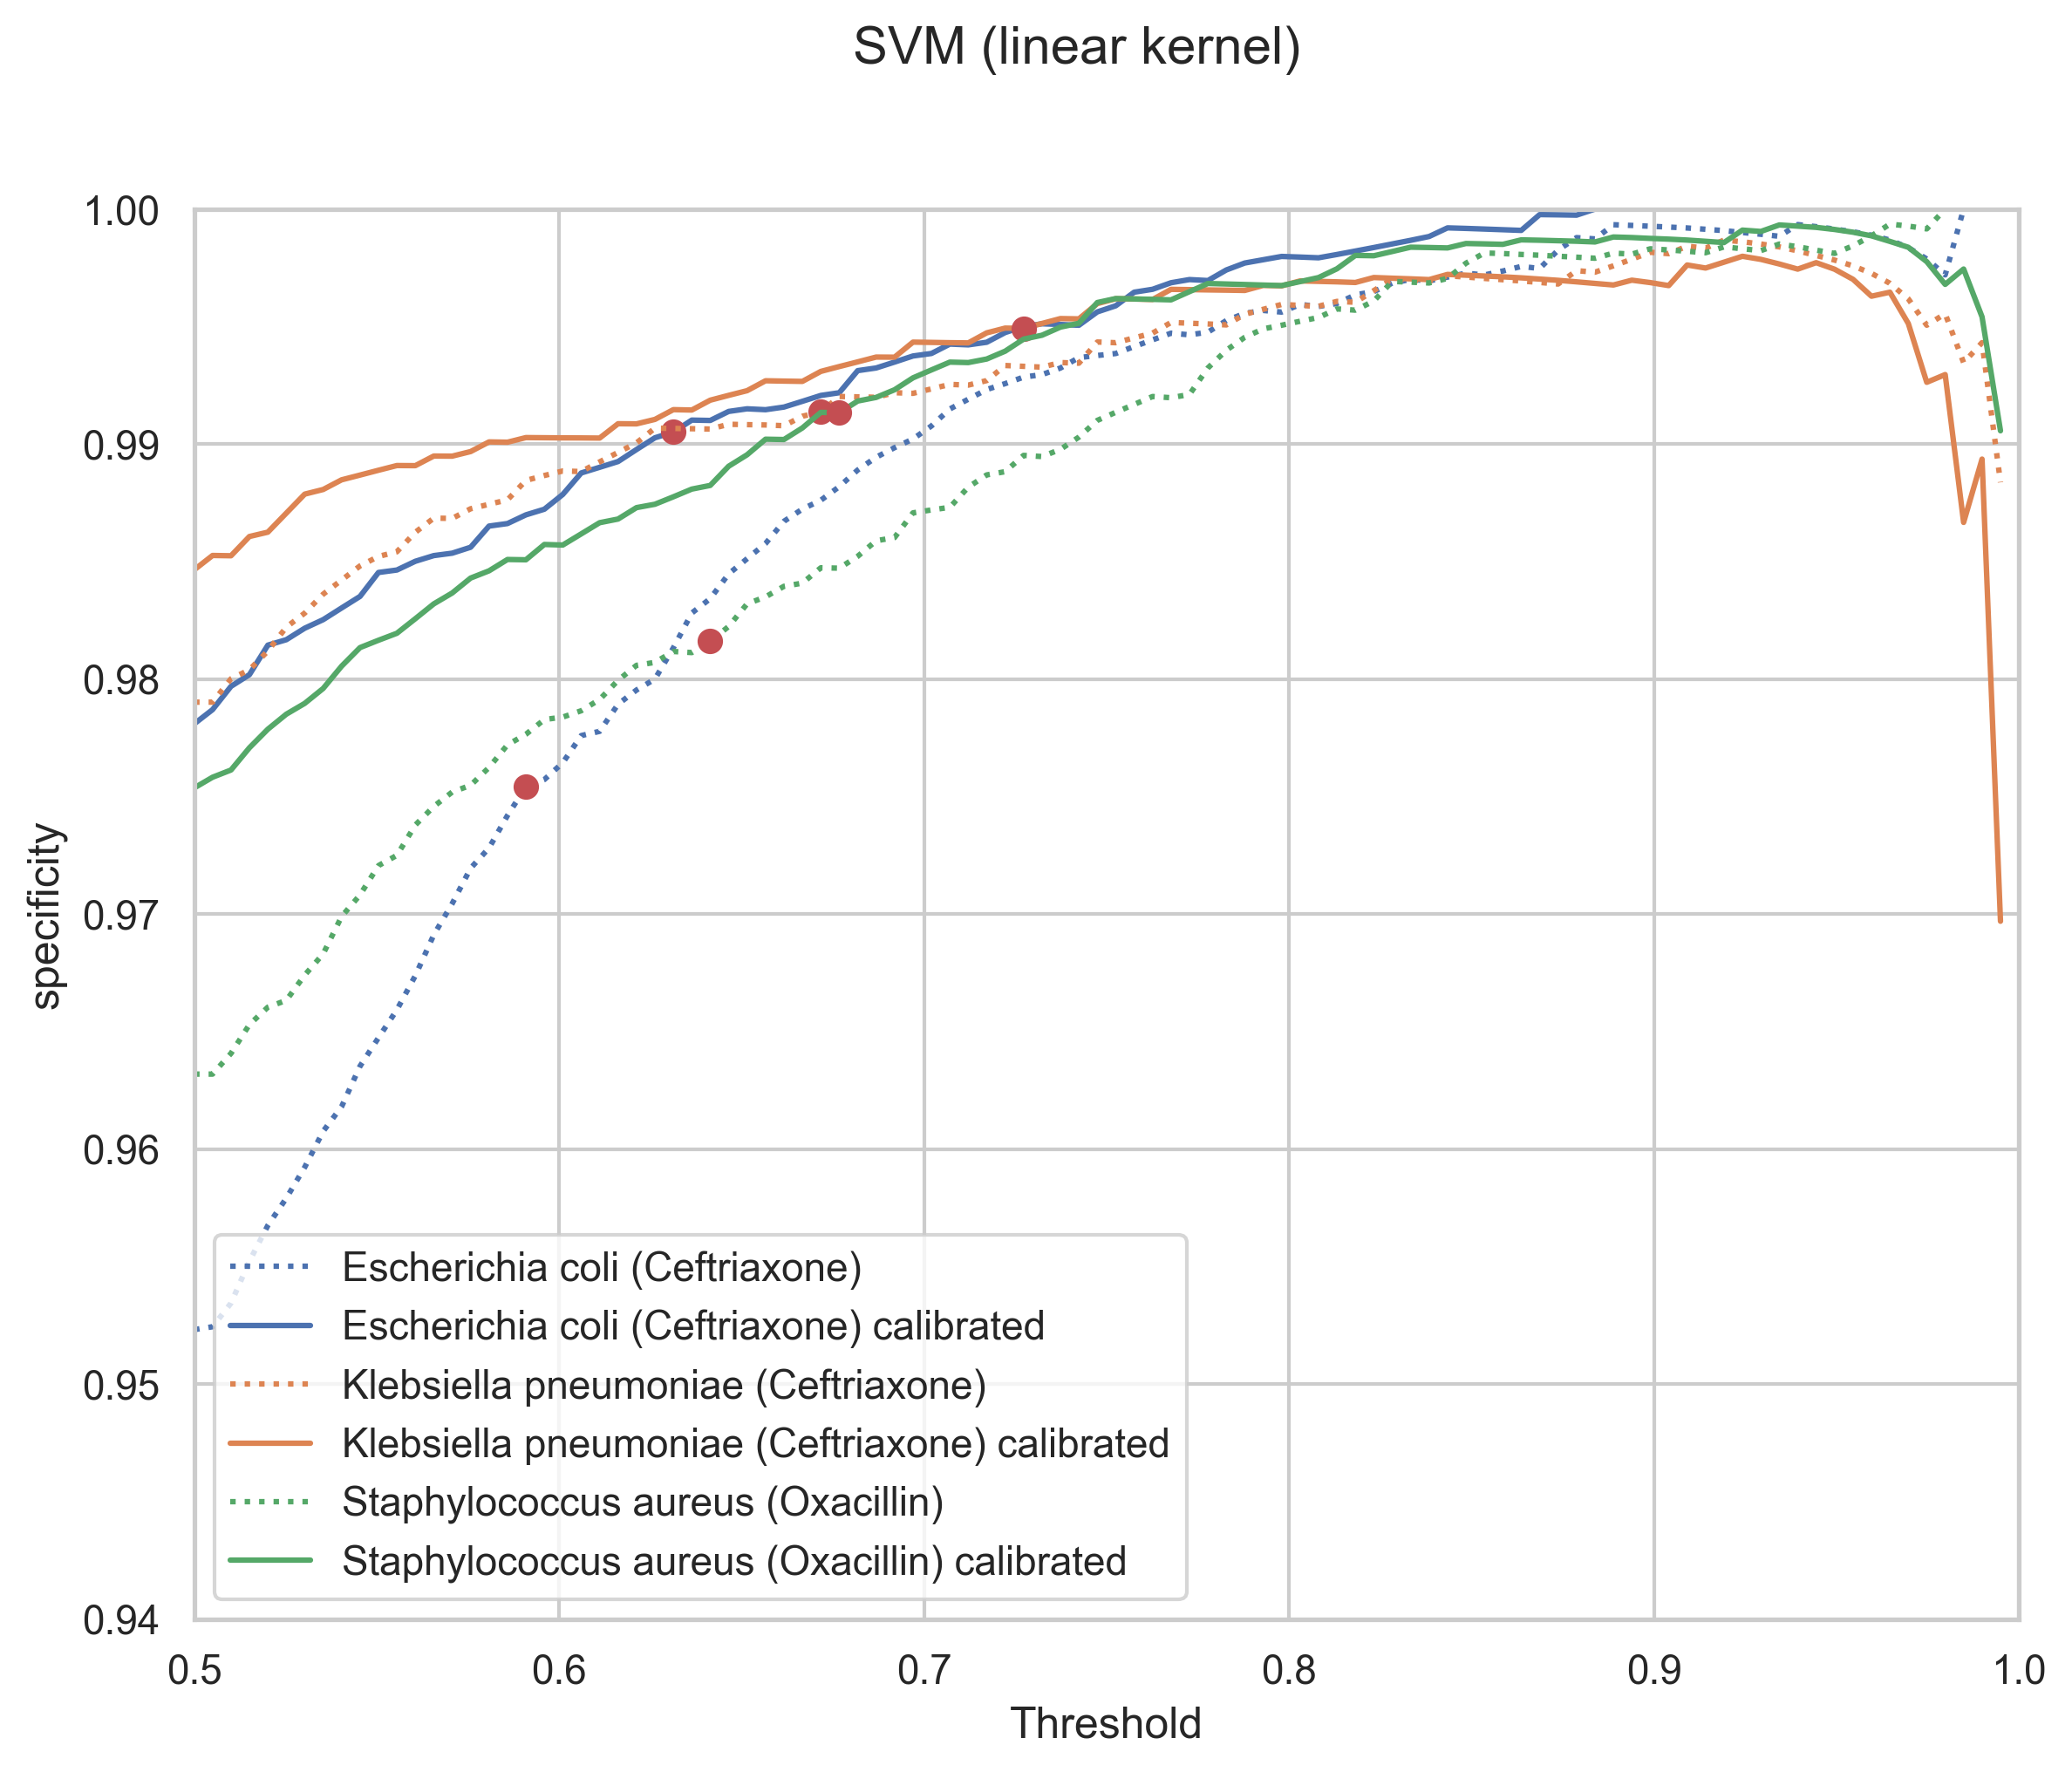 SVM (linear kernel)
1.00
0.99
0.98
0.97
0.96
0.95
0.94
specificity
Escherichia coli (Ceftriaxone)
Escherichia coli (Ceftriaxone) calibrated
Klebsiella pneumoniae (Ceftriaxone)
Klebsiella pneumoniae (Ceftriaxone) calibrated
Staphylococcus aureus (Oxacillin)
Staphylococcus aureus (Oxacillin) calibrated
0.5 0.6 0.7 0.8 0.9 1.0
Threshold